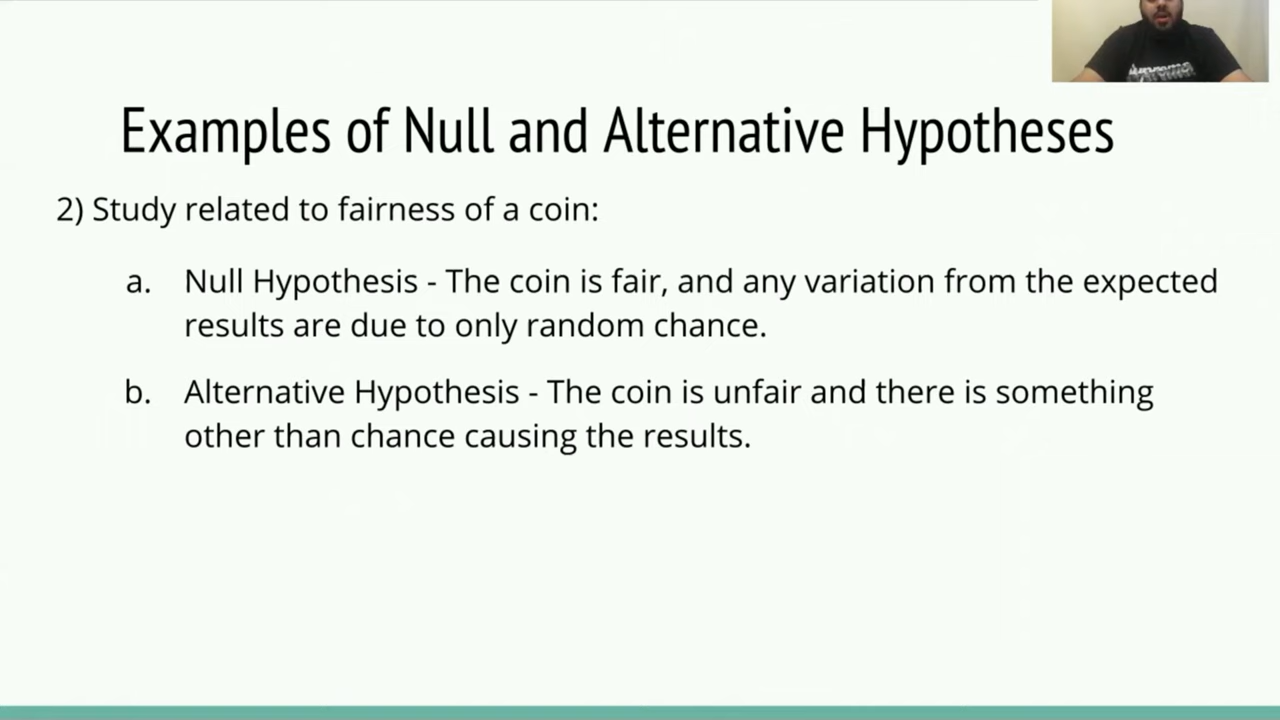 Examples of Null and Alternative Hypotheses
2) Study related to fairness of a coin:
a. Null Hypothesis - The coin is fair, and any variation from the expected
results are due to only random chance.
b. Alternative Hypothesis - The coin is unfair and there is something
other than chance causing the results.